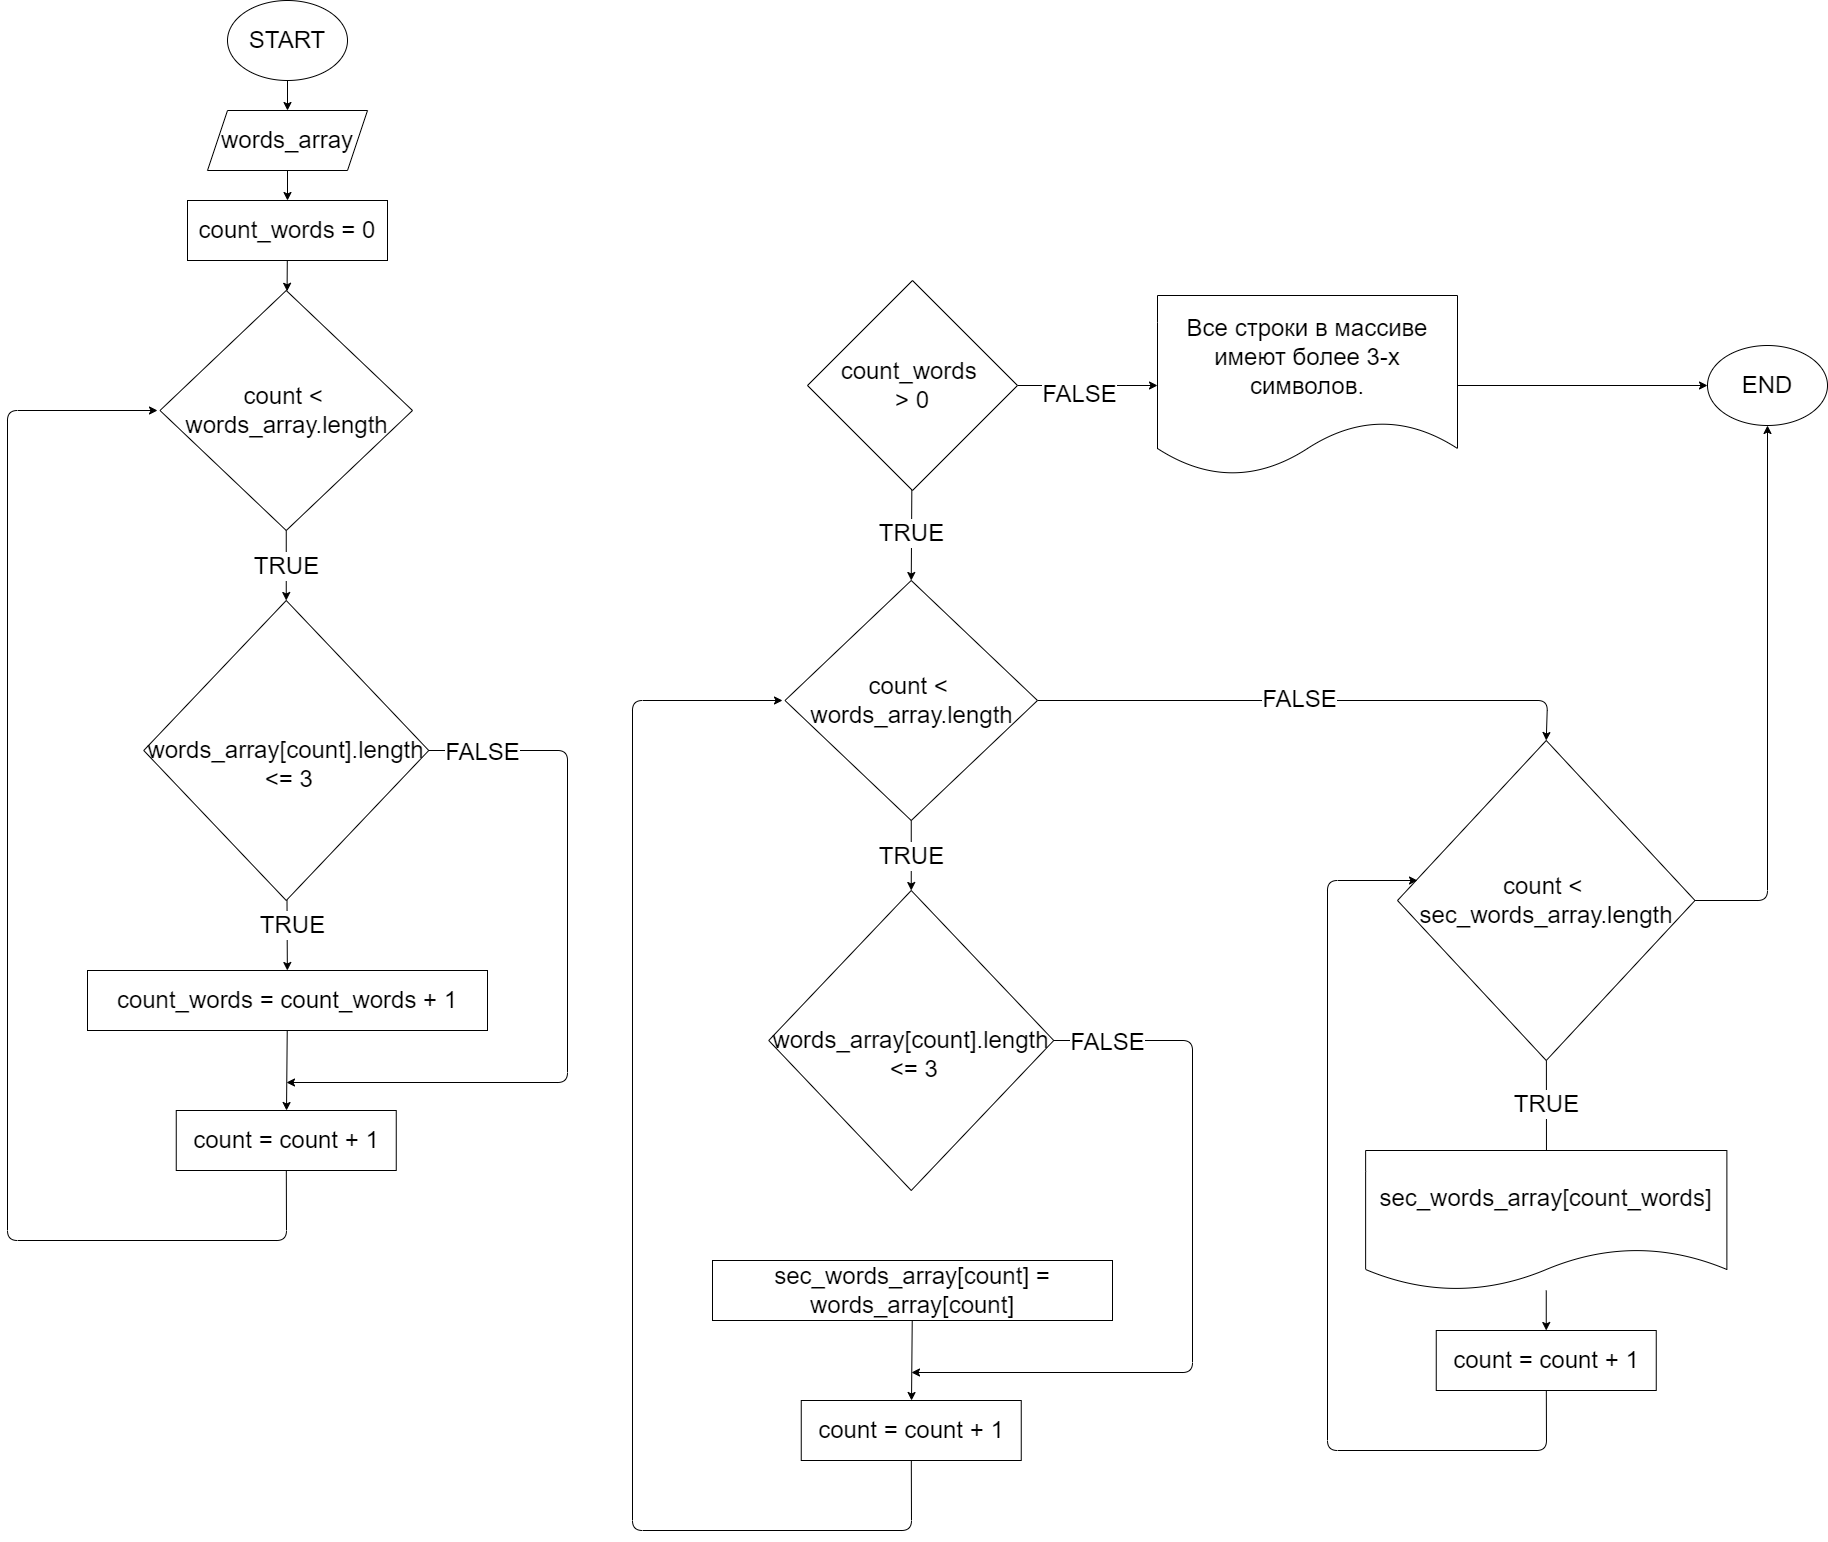 START
words_array
count_words = 0
count <
words_array.length
TRUE
words_array[count].length
<= 3
FALSE
TRUE
count_words = count_words + 1
count = count + 1
count_words
> 0
FALSE
Все строки в массиве
имеют более 3-х
символов.
END
TRUE
count <
words_array.length
FALSE
TRUE
words_array[count].length
<= 3
FALSE
sec_words_array[count] =
words_array[count]
count = count + 1
count <
sec_words_array.length
TRUE
sec_words_array[count_words]
count = count + 1